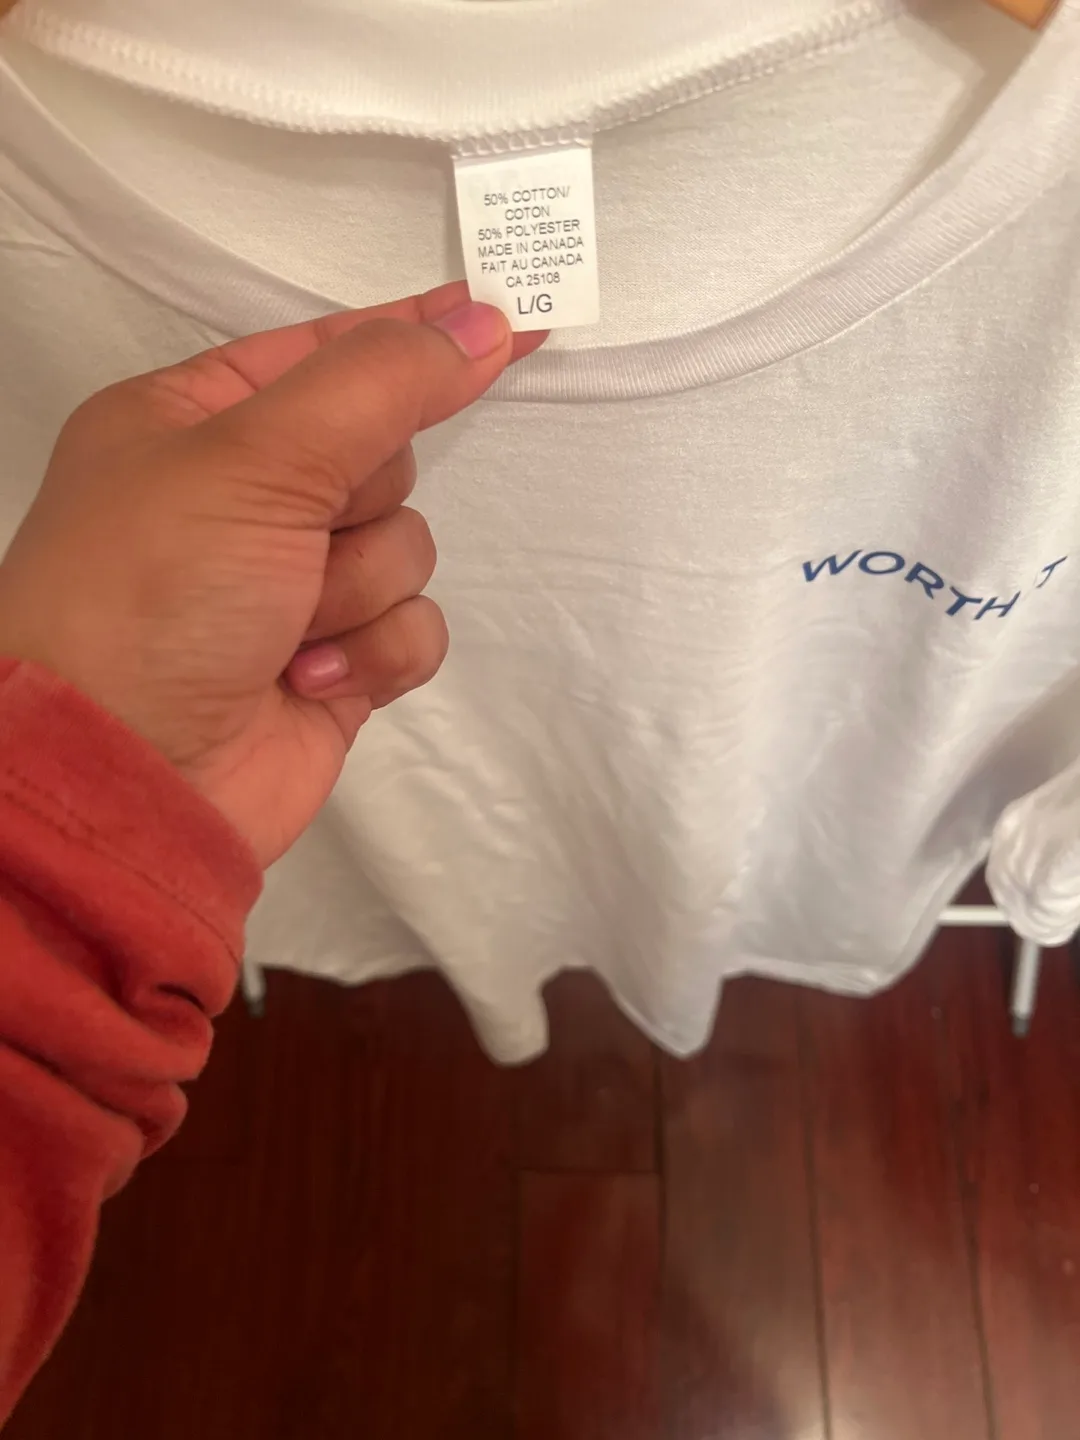 50% COTTON/
COTON
50% POLYESTER
MADE IN CANADA
FAIT AU CANADA
CA 25108
L/G
WORTH